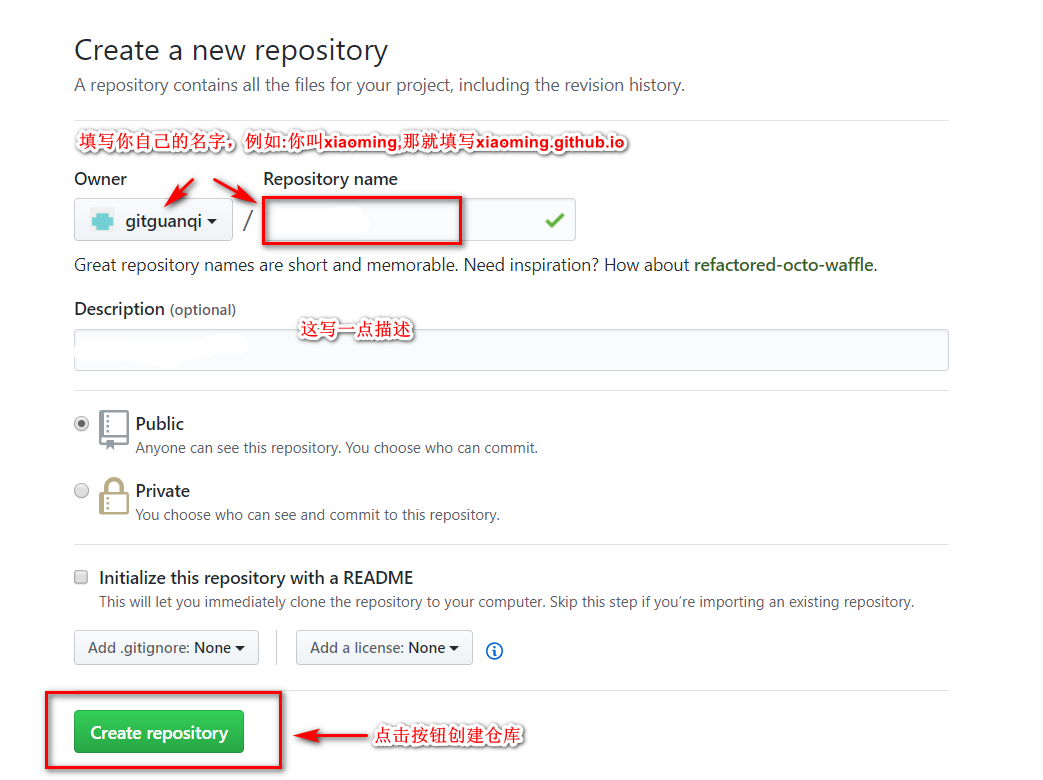 Create a new repository
A repository contains all the files for your project, including the revision history.
填写你自己的名字，例如:你叫xiaoming,那就填写xiaoming.github.io
Owner Repository name
gitguanqi /
Great repository names are short and memorable. Need inspiration? How about refactored-octo-waffle.
Description (optional)
这写一点描述
Public
Anyone can see this repository. You choose who can commit.
Private
You choose who can see and commit to this repository.
Initialize this repository with a README
This will let you immediately clone the repository to your computer. Skip this step if you’re importing an existing repository.
Add .gitignore: None Add a license: None
Create repository 点击按钮创建仓库